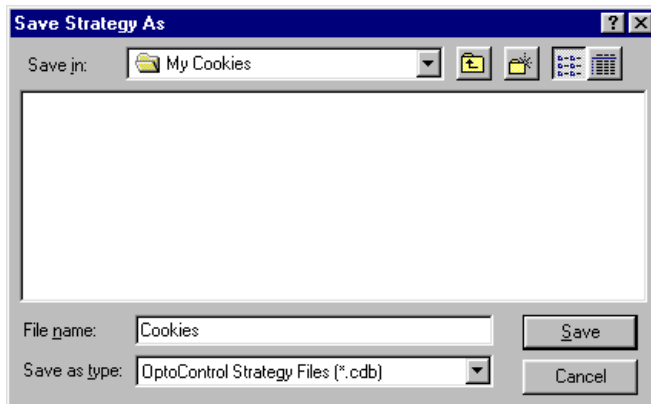 Save Strategy As
Save in: My Cookies
File name: Cookies
Save
Save as type: OptoControl Strategy Files (*.cdb)
Cancel